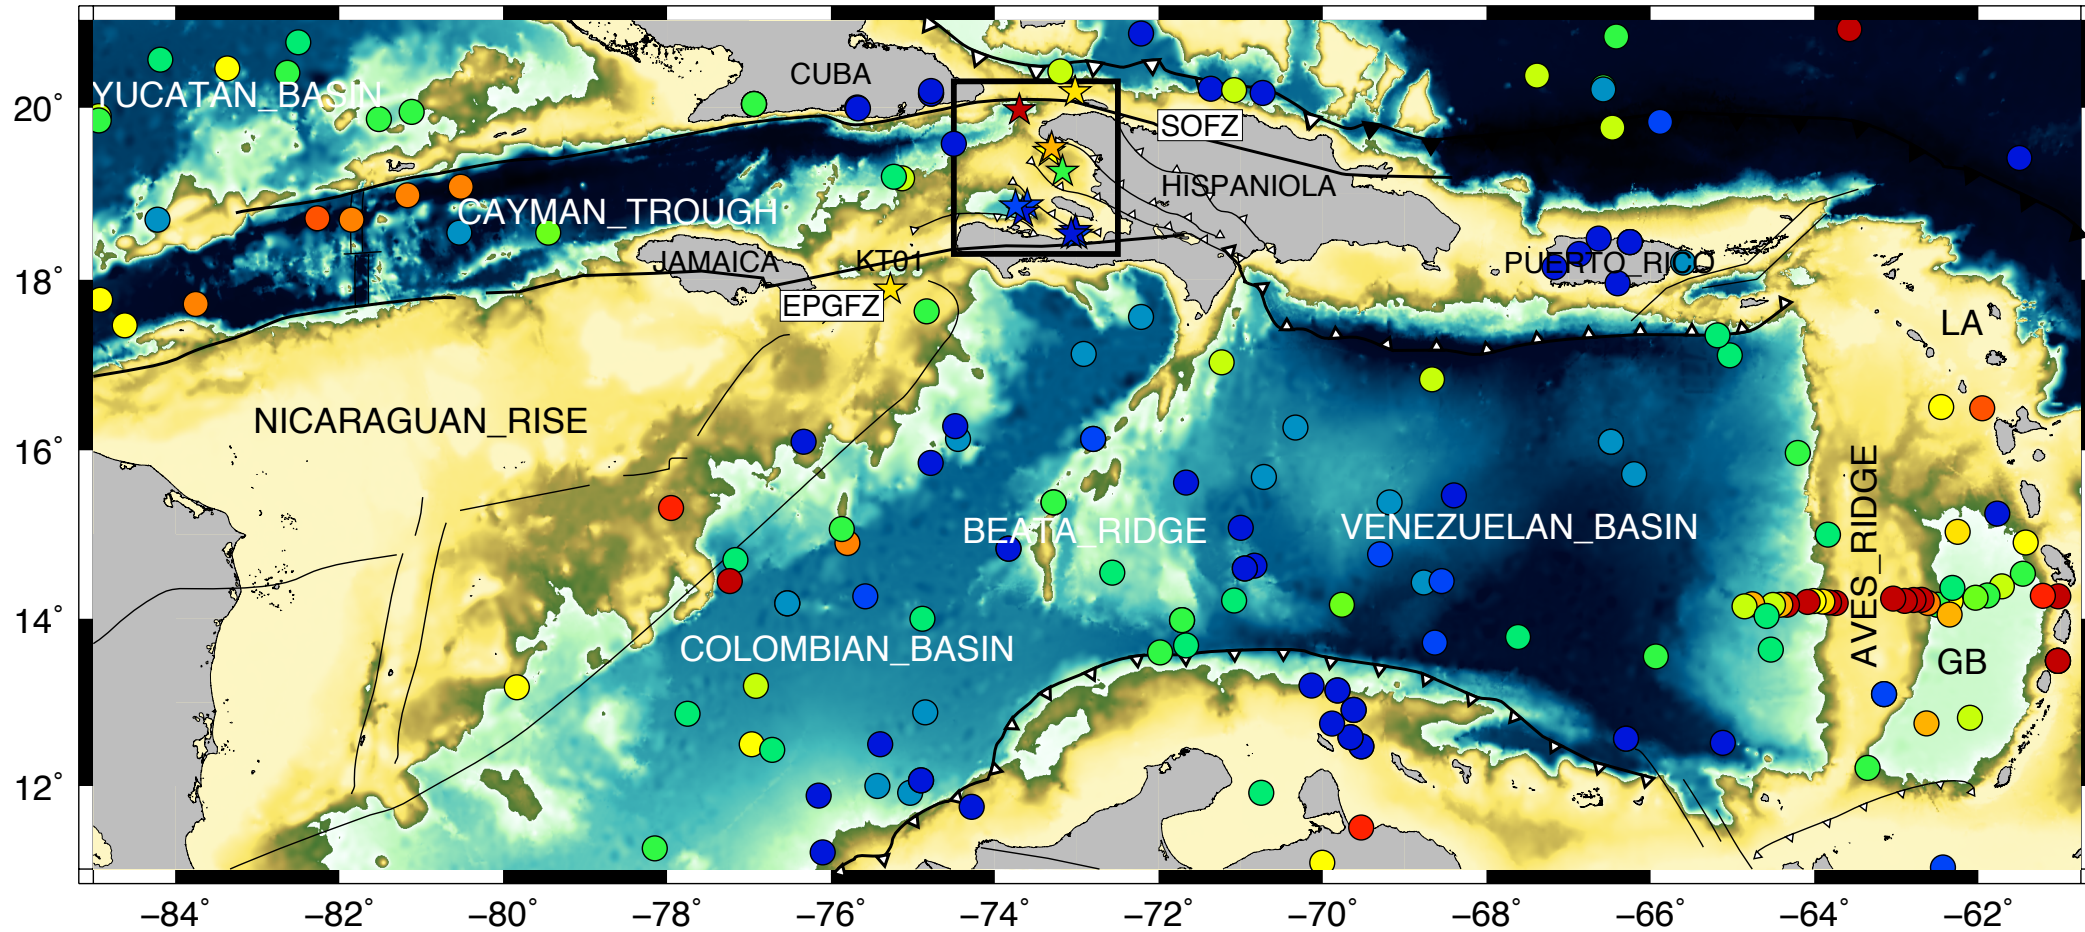 CUBA
YUCATAN_BASIN
20°
SOFZ
HISPANIOLA
CAYMAN_TROUGH
JAMAICA
KT01
PUERTO_RICO
18°
EPGFZ
LA
NICARAGUAN_RISE
16°
BEATA_RIDGE
VENEZUELAN_BASIN
AVES_RIDGE
14°
COLOMBIAN_BASIN
GB
12°
−84°
−82°
−80°
−78°
−76°
−74°
−72°
−70°
−68°
−66°
−64°
−62°